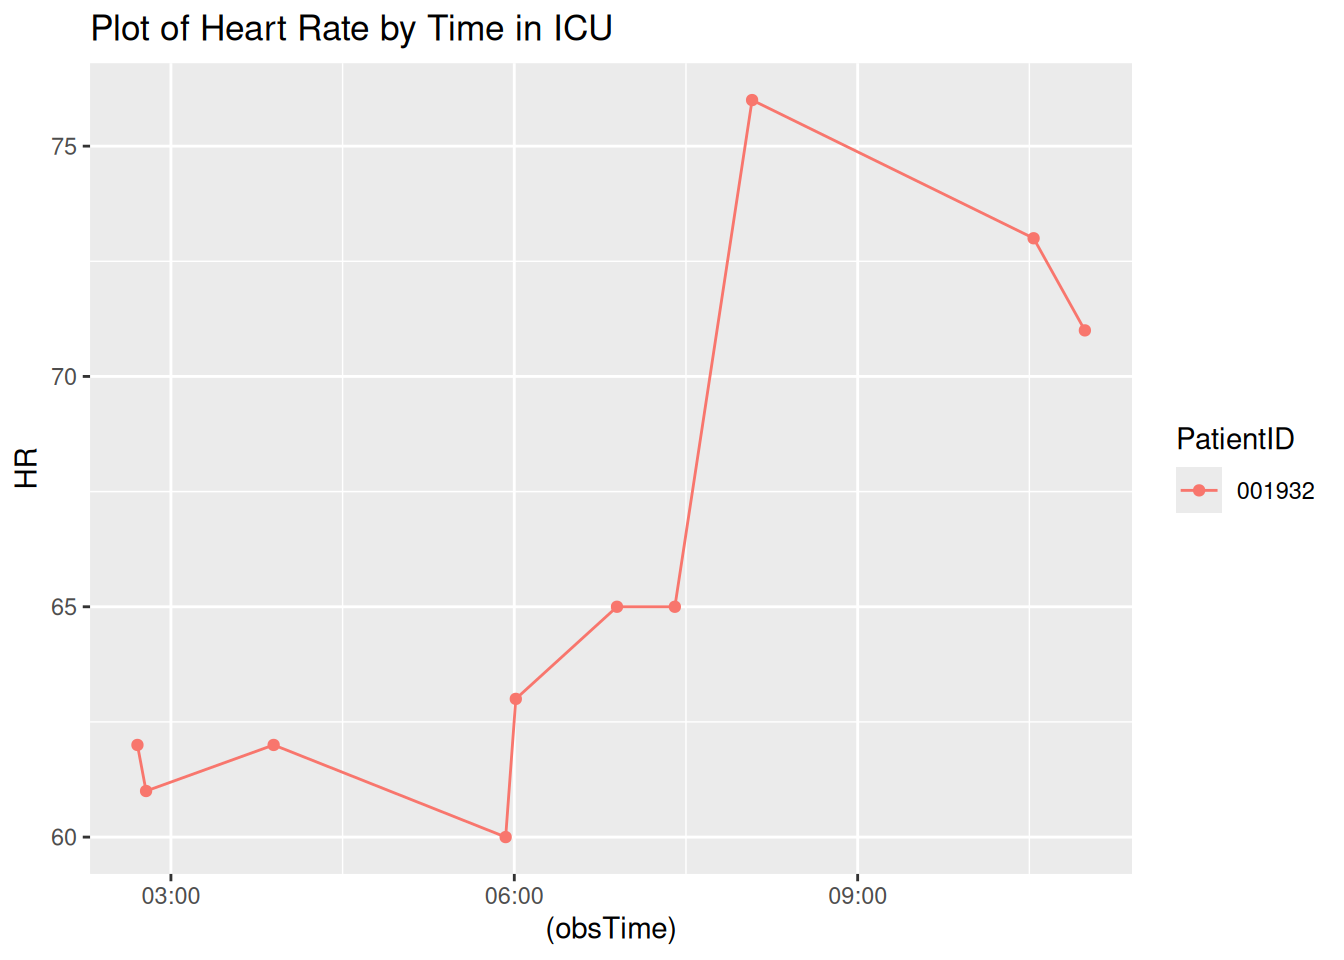 Plot of Heart Rate by Time in ICU
75
70
65
60
HR
03:00 06:00 09:00
(obsTime)
PatientID
001932